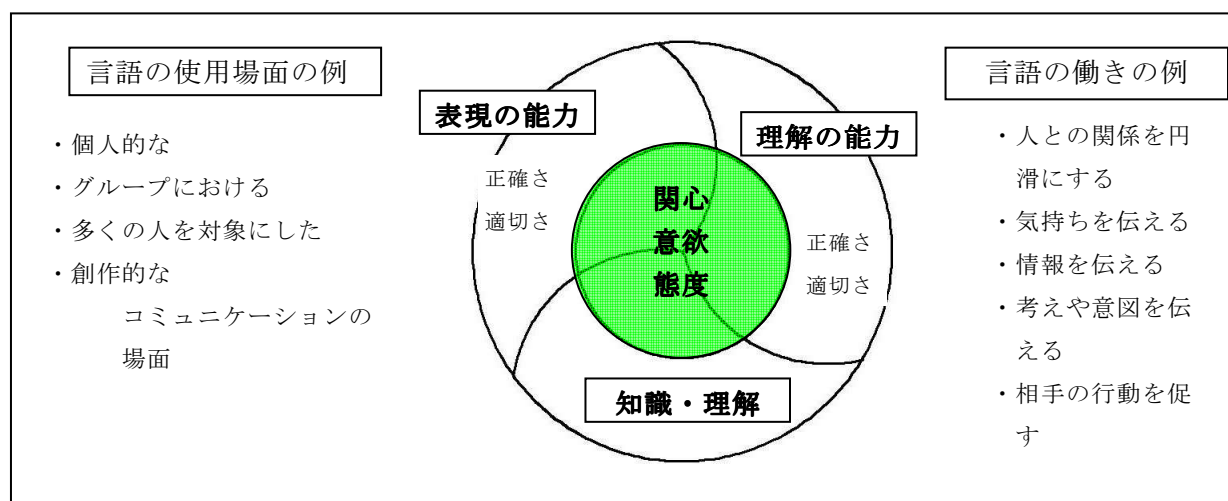 言語の使用場面の例
・個人的な
・グループにおける
・多くの人を対象にした
・創作的な
コミュニケーションの
場面
表現の能力
正確さ
適切さ
理解の能力
正確さ
適切さ
関心
意欲
態度
知識・理解
言語の働きの例
・人との関係を円
滑にする
・気持ちを伝える
・情報を伝える
・考えや意図を伝
える
・相手の行動を促
す